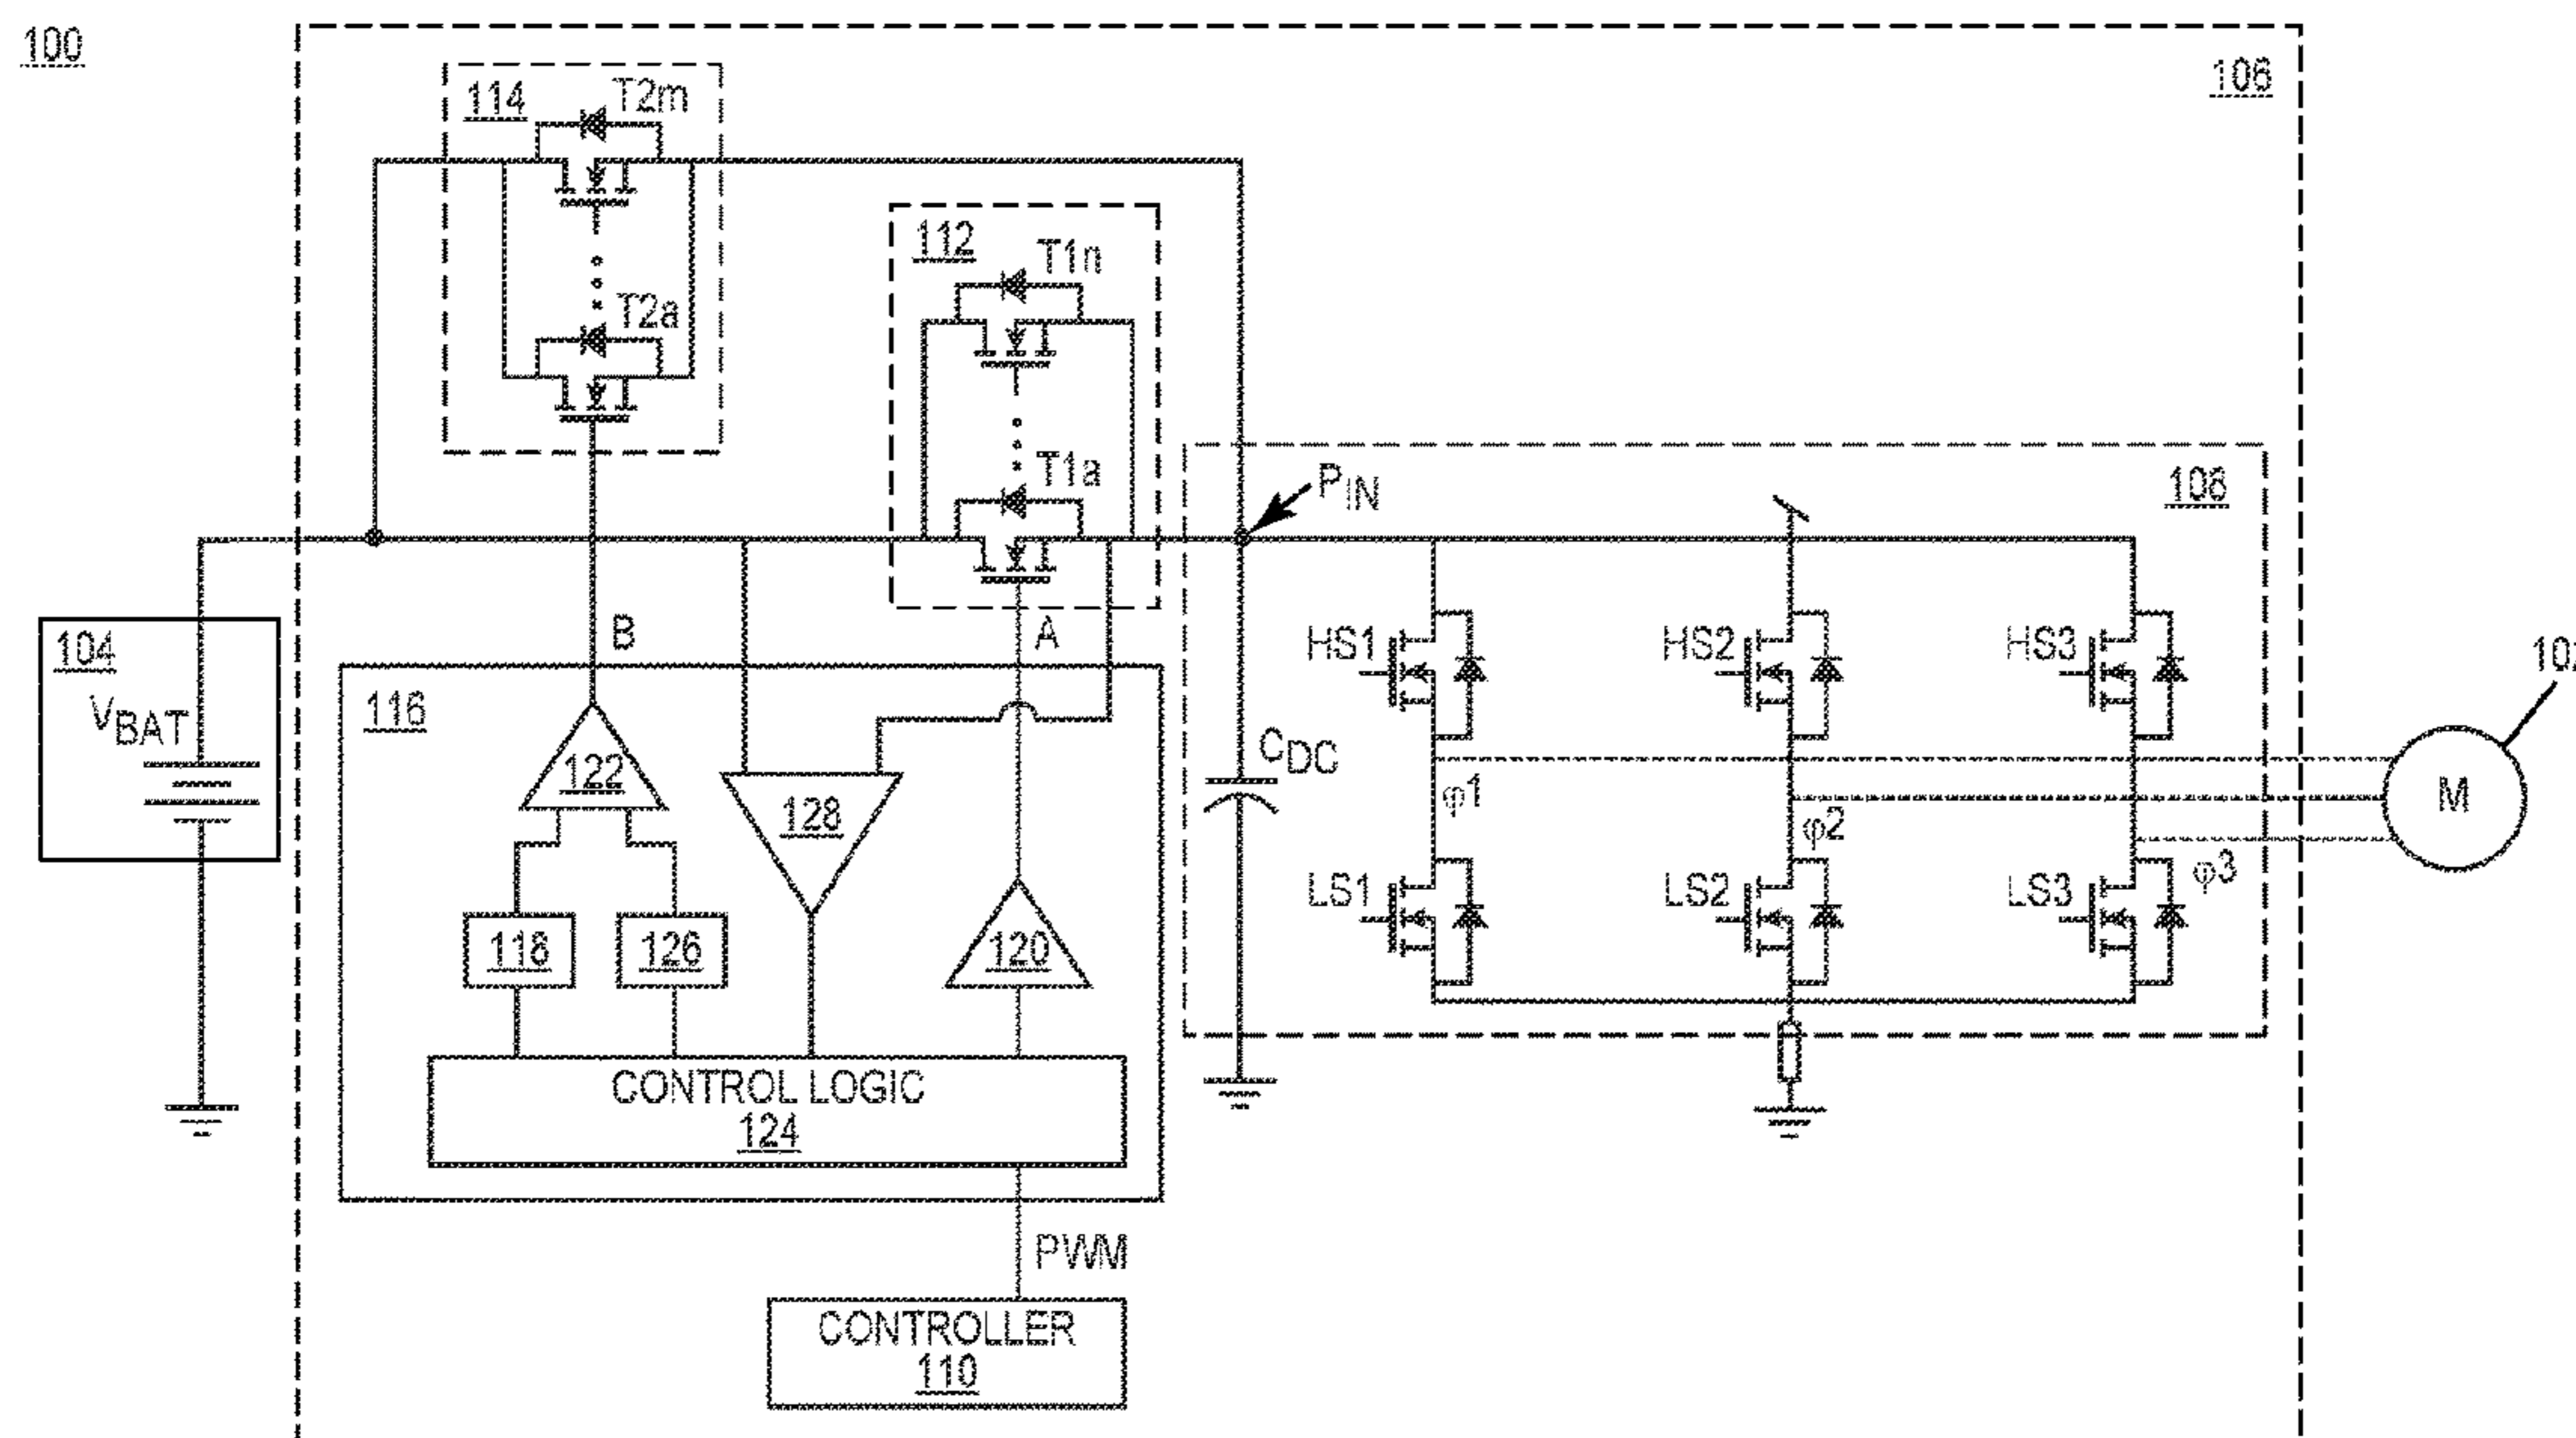 100
106
114
T2m
T2a
112
T1n
T1a
PIN
108
104
VBAT
B
A
116
122
128
118
126
120
CONTROL LOGIC
124
PWM
CONTROLLER
110
CDC
HS1
HS2
HS3
φ1
φ2
φ3
LS1
LS2
LS3
M